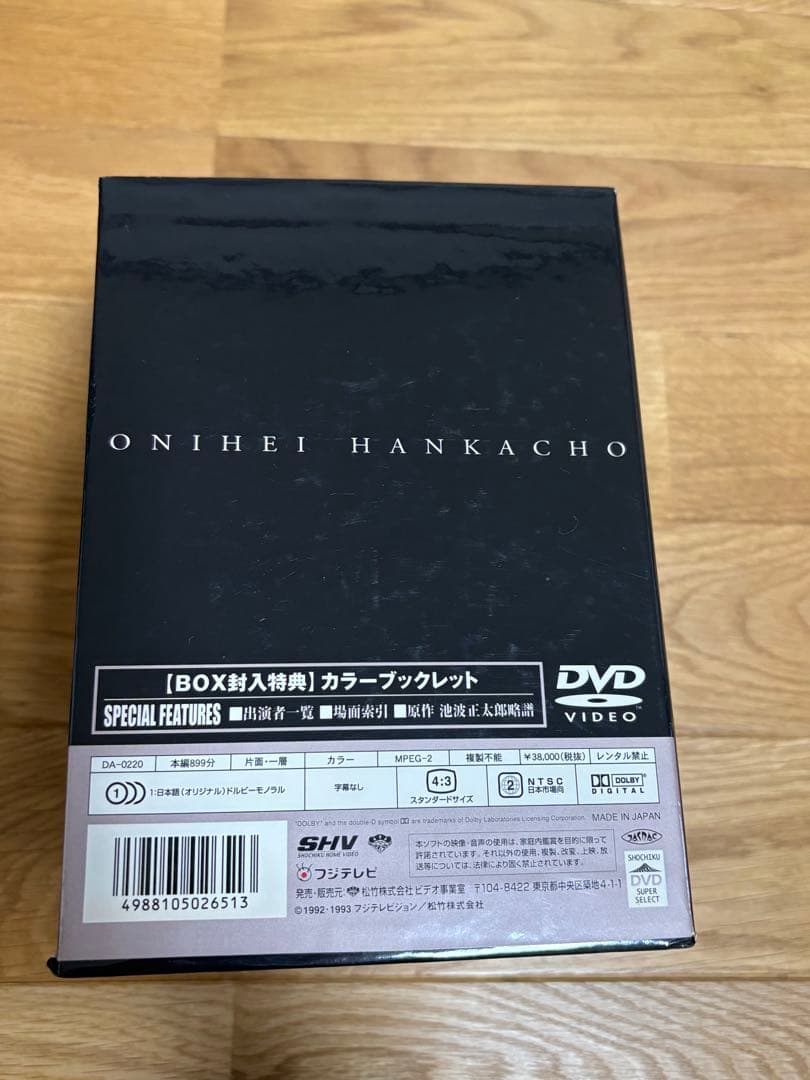 ONIHEI HANKACHO
【BOX封入特典】カラーブックレット
SPECIAL FEATURES ■出演者一覧 ■場面索引 ■原作 池波正太郎略譜
DVD
VIDEO
TM
DA-0220 本編899分 片面・一層 カラー MPEG-2 複製不能 ¥38,000(税抜) レンタル禁止
1 1:日本語(オリジナル)ドルビーモノラル 字幕なし 4:3 スタンダードサイズ 2 NTSC 日本市場向 DOLBY DIGITAL
"DOLBY" and the double-D symbol are trademarks of Dolby Laboratories Licensing Corporation. MADE IN JAPAN
SHV
SHOCHIKU HOME VIDEO
フジテレビ
本ソフトの映像・音声の使用は、家庭内鑑賞を目的に限って
許諾されています。それ以外の使用、複製、改変、上映、放
送等については、法律により固く禁止されています。
JASRAC
SHOCHIKU
DVD
SUPER
SELECT
発売・販売元: 松竹株式会社 ビデオ事業室 〒104-8422 東京都中央区築地4-1-1
©1992・1993 フジテレビジョン/松竹株式会社
4988105026513